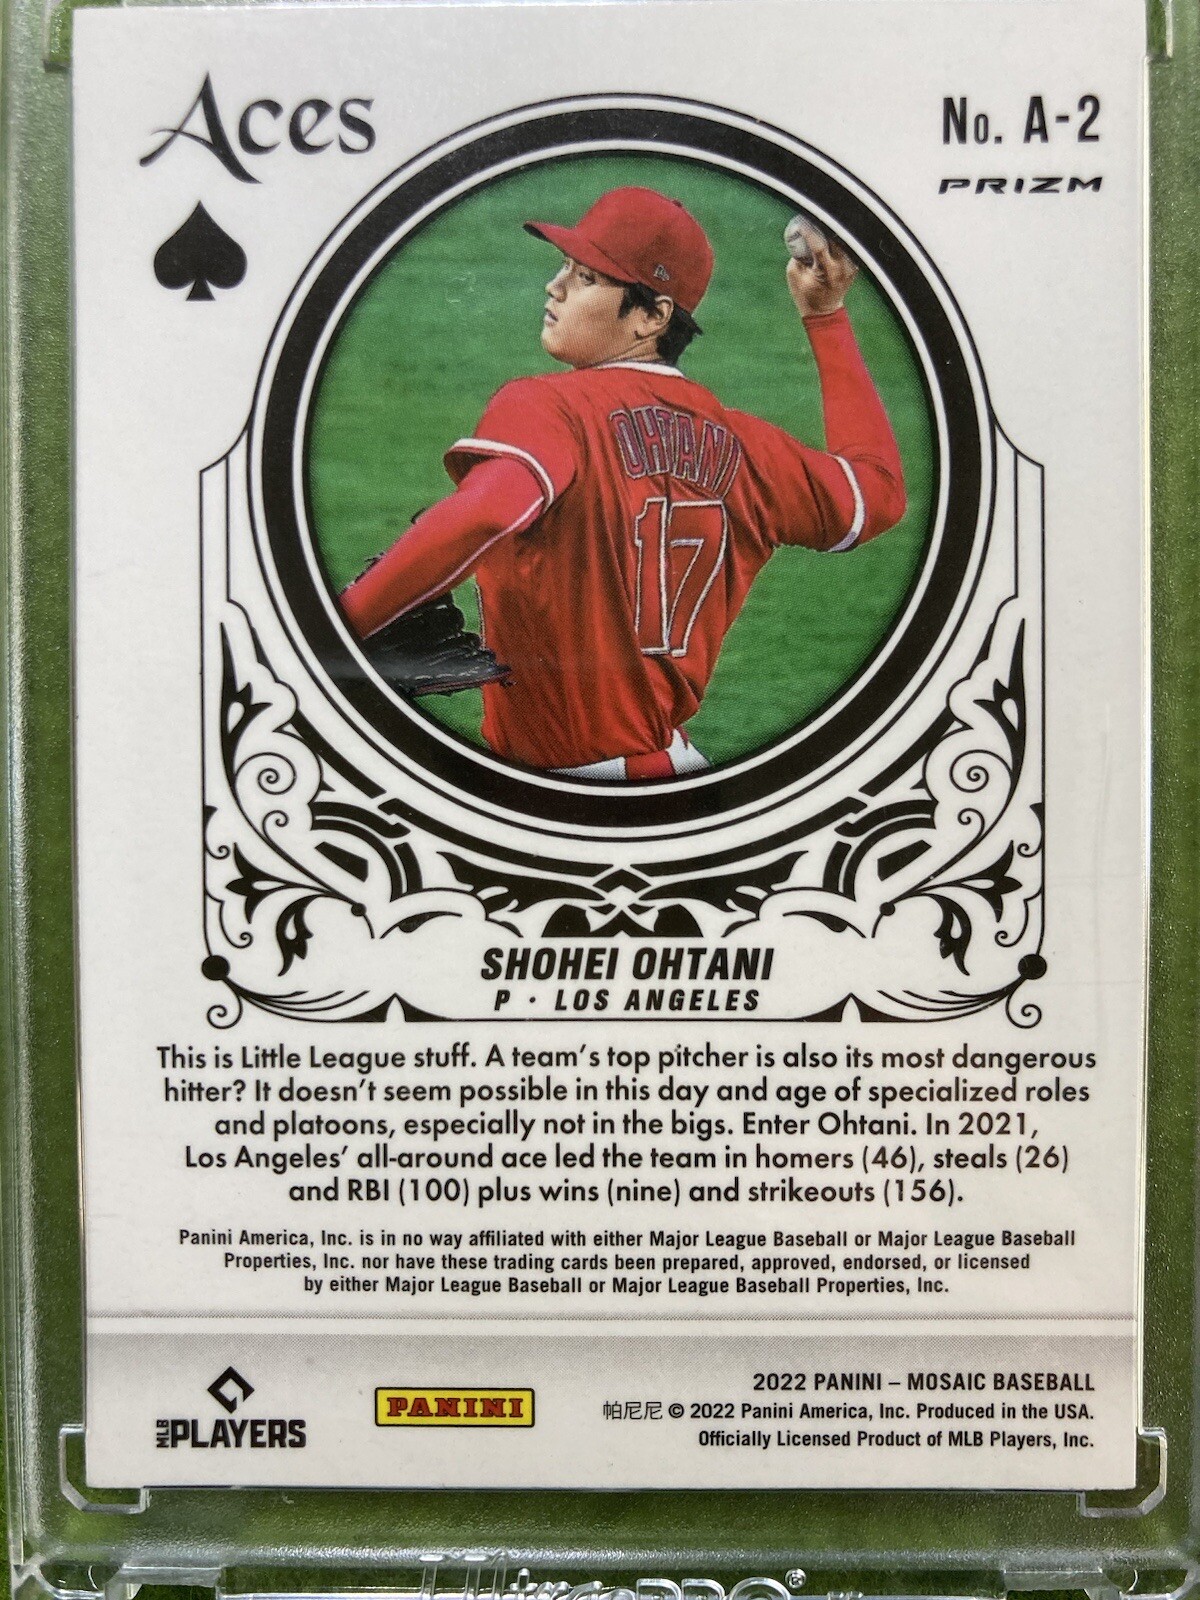 Aces
No. A-2
PRIZM
OHTANI
17
SHOHEI OHTANI
P · LOS ANGELES
This is Little League stuff. A team's top pitcher is also its most dangerous
hitter? It doesn't seem possible in this day and age of specialized roles
and platoons, especially not in the bigs. Enter Ohtani. In 2021,
Los Angeles' all-around ace led the team in homers (46), steals (26)
and RBI (100) plus wins (nine) and strikeouts (156).
Panini America, Inc. is in no way affiliated with either Major League Baseball or Major League Baseball
Properties, Inc. nor have these trading cards been prepared, approved, endorsed, or licensed
by either Major League Baseball or Major League Baseball Properties, Inc.
MLB PLAYERS
PANINI
2022 PANINI – MOSAIC BASEBALL
帕尼尼 © 2022 Panini America, Inc. Produced in the USA.
Officially Licensed Product of MLB Players, Inc.